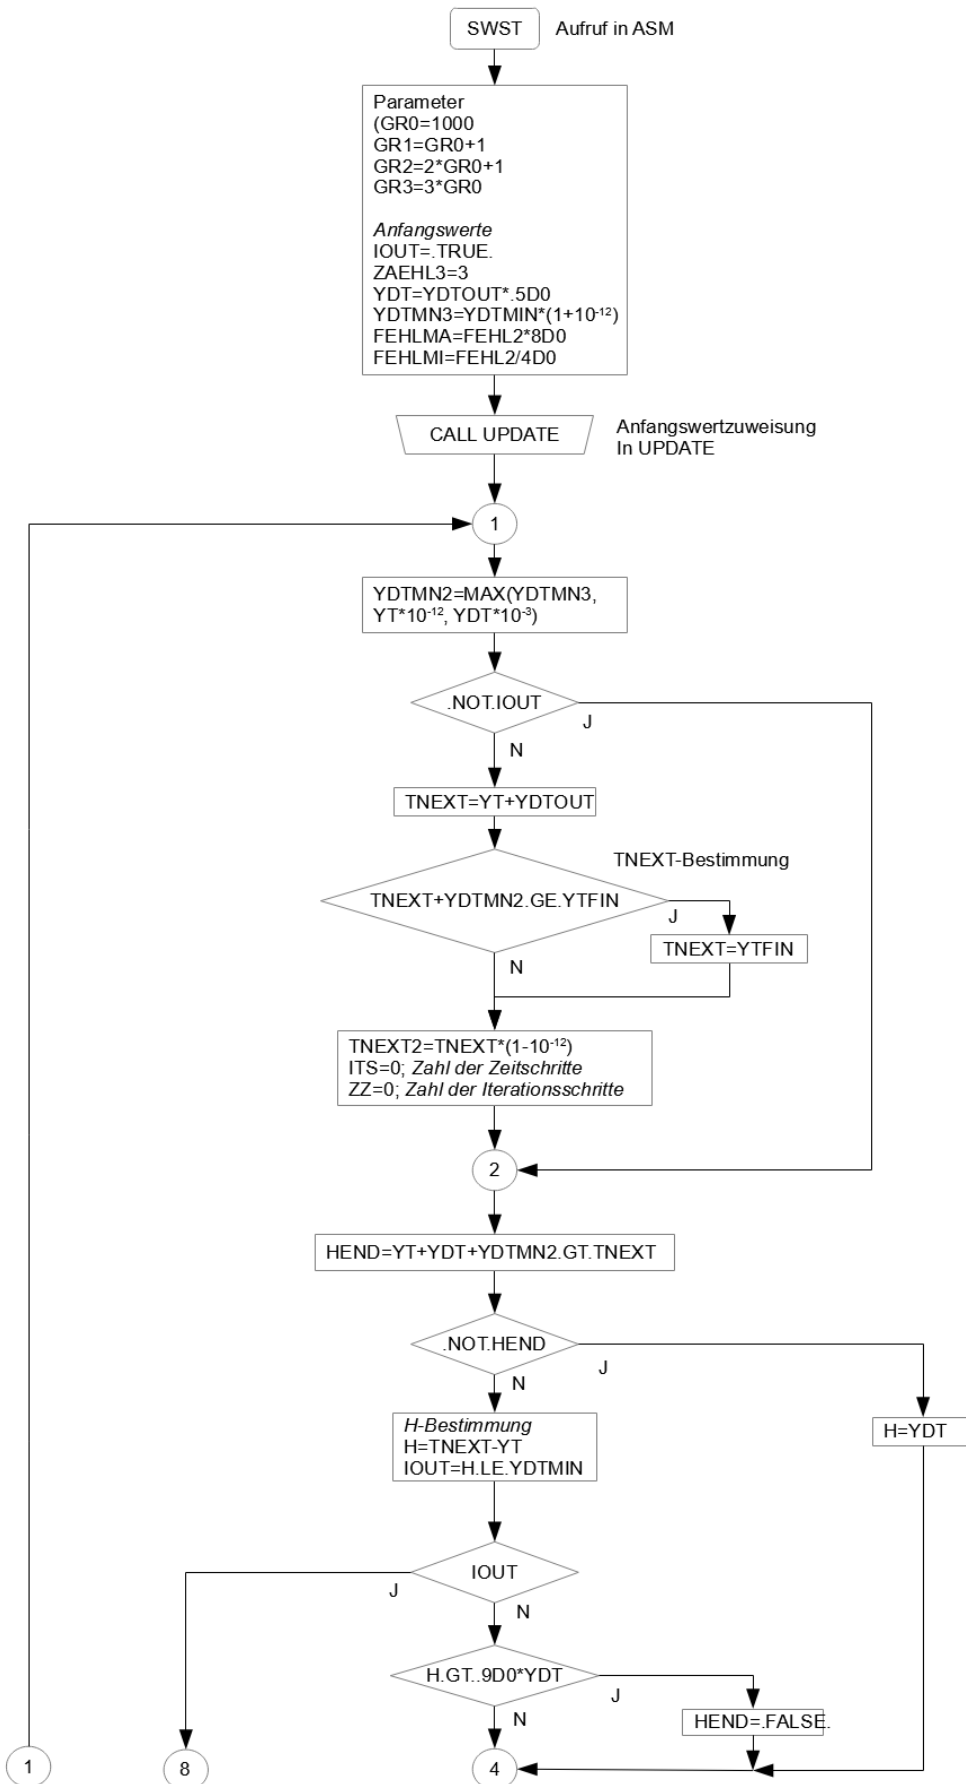 SWST
Aufruf in ASM
Parameter
(GR0=1000
GR1=GR0+1
GR2=2*GR0+1
GR3=3*GR0
Anfangswerte
IOUT=.TRUE.
ZAEHL3=3
YDT=YDTOUT*.5D0
YDTMN3=YDTMIN*(1+10⁻¹²)
FEHLMA=FEHL2*8D0
FEHLMI=FEHL2/4D0
CALL UPDATE
Anfangswertzuweisung
In UPDATE
1
YDTMN2=MAX(YDTMN3,
YT*10⁻¹², YDT*10⁻³)
.NOT.IOUT
J
N
TNEXT=YT+YDTOUT
TNEXT-Bestimmung
TNEXT+YDTMN2.GE.YTFIN
J
TNEXT=YTFIN
N
TNEXT2=TNEXT*(1-10⁻¹²)
ITS=0; Zahl der Zeitschritte
ZZ=0; Zahl der Iterationsschritte
2
HEND=YT+YDT+YDTMN2.GT.TNEXT
.NOT.HEND
J
N
H-Bestimmung
H=TNEXT-YT
IOUT=H.LE.YDTMIN
H=YDT
IOUT
J
N
H.GT..9D0*YDT
J
HEND=.FALSE.
N
1
8
4